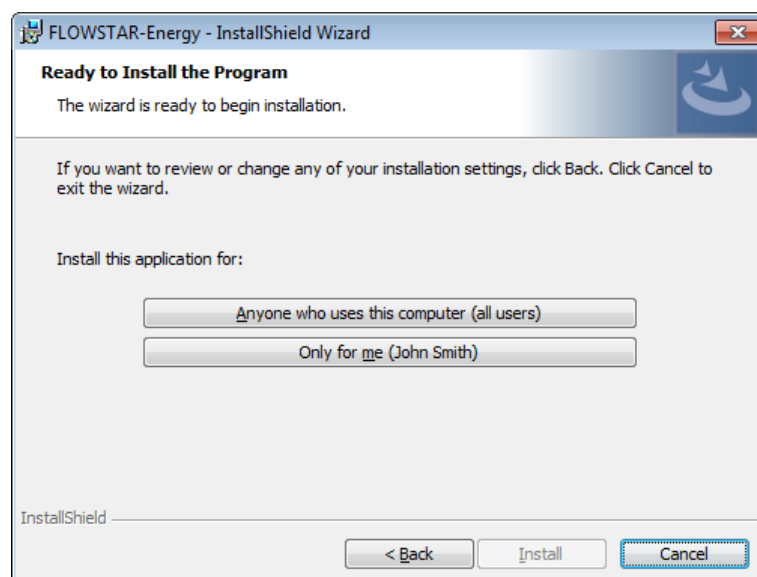 FLOWSTAR-Energy - InstallShield Wizard
Ready to Install the Program
The wizard is ready to begin installation.
If you want to review or change any of your installation settings, click Back. Click Cancel to
exit the wizard.
Install this application for:
Anyone who uses this computer (all users)
Only for me (John Smith)
InstallShield
< Back
Install
Cancel